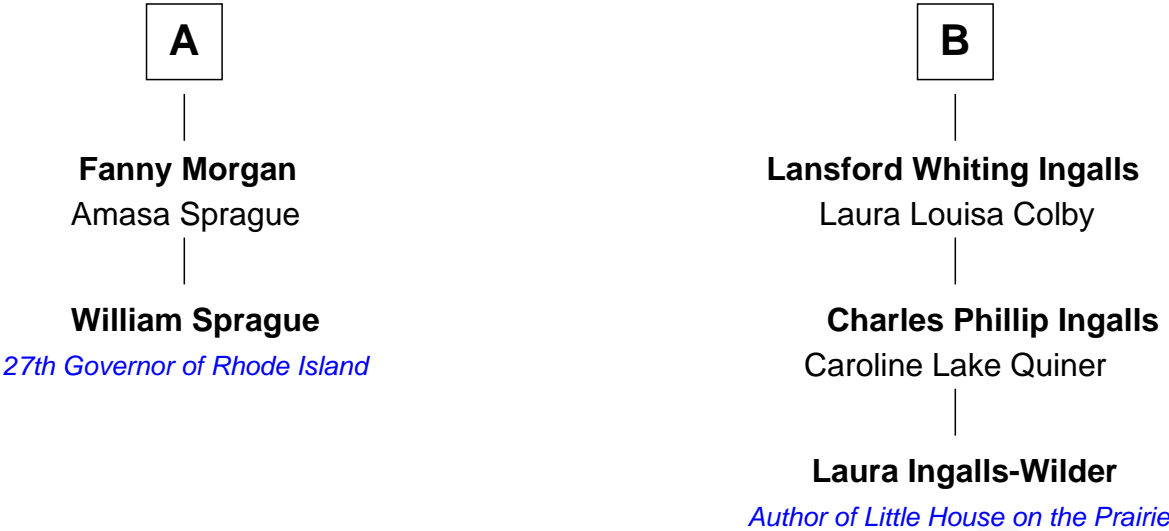 A
Fanny Morgan
Amasa Sprague
William Sprague
27th Governor of Rhode Island
B
Lansford Whiting Ingalls
Laura Louisa Colby
Charles Phillip Ingalls
Caroline Lake Quiner
Laura Ingalls-Wilder
Author of Little House on the Prairie